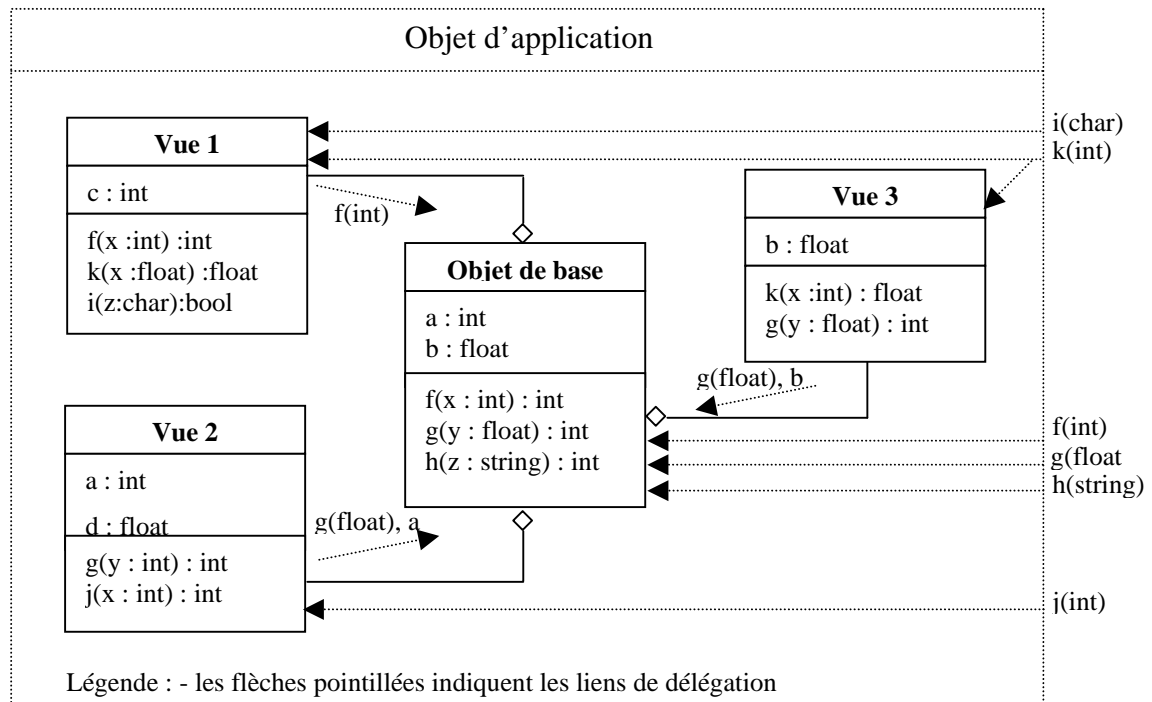 Objet d’application
i(char)
k(int)
Vue 1
c : int
f(x :int) :int
k(x :float) :float
i(z:char):bool
f(int)
Vue 3
b : float
k(x :int) : float
g(y : float) : int
Objet de base
a : int
b : float
f(x : int) : int
g(y : float) : int
h(z : string) : int
g(float), b
f(int)
g(float
h(string)
Vue 2
a : int
d : float
g(y : int) : int
j(x : int) : int
g(float), a
j(int)
Légende : - les flèches pointillées indiquent les liens de délégation